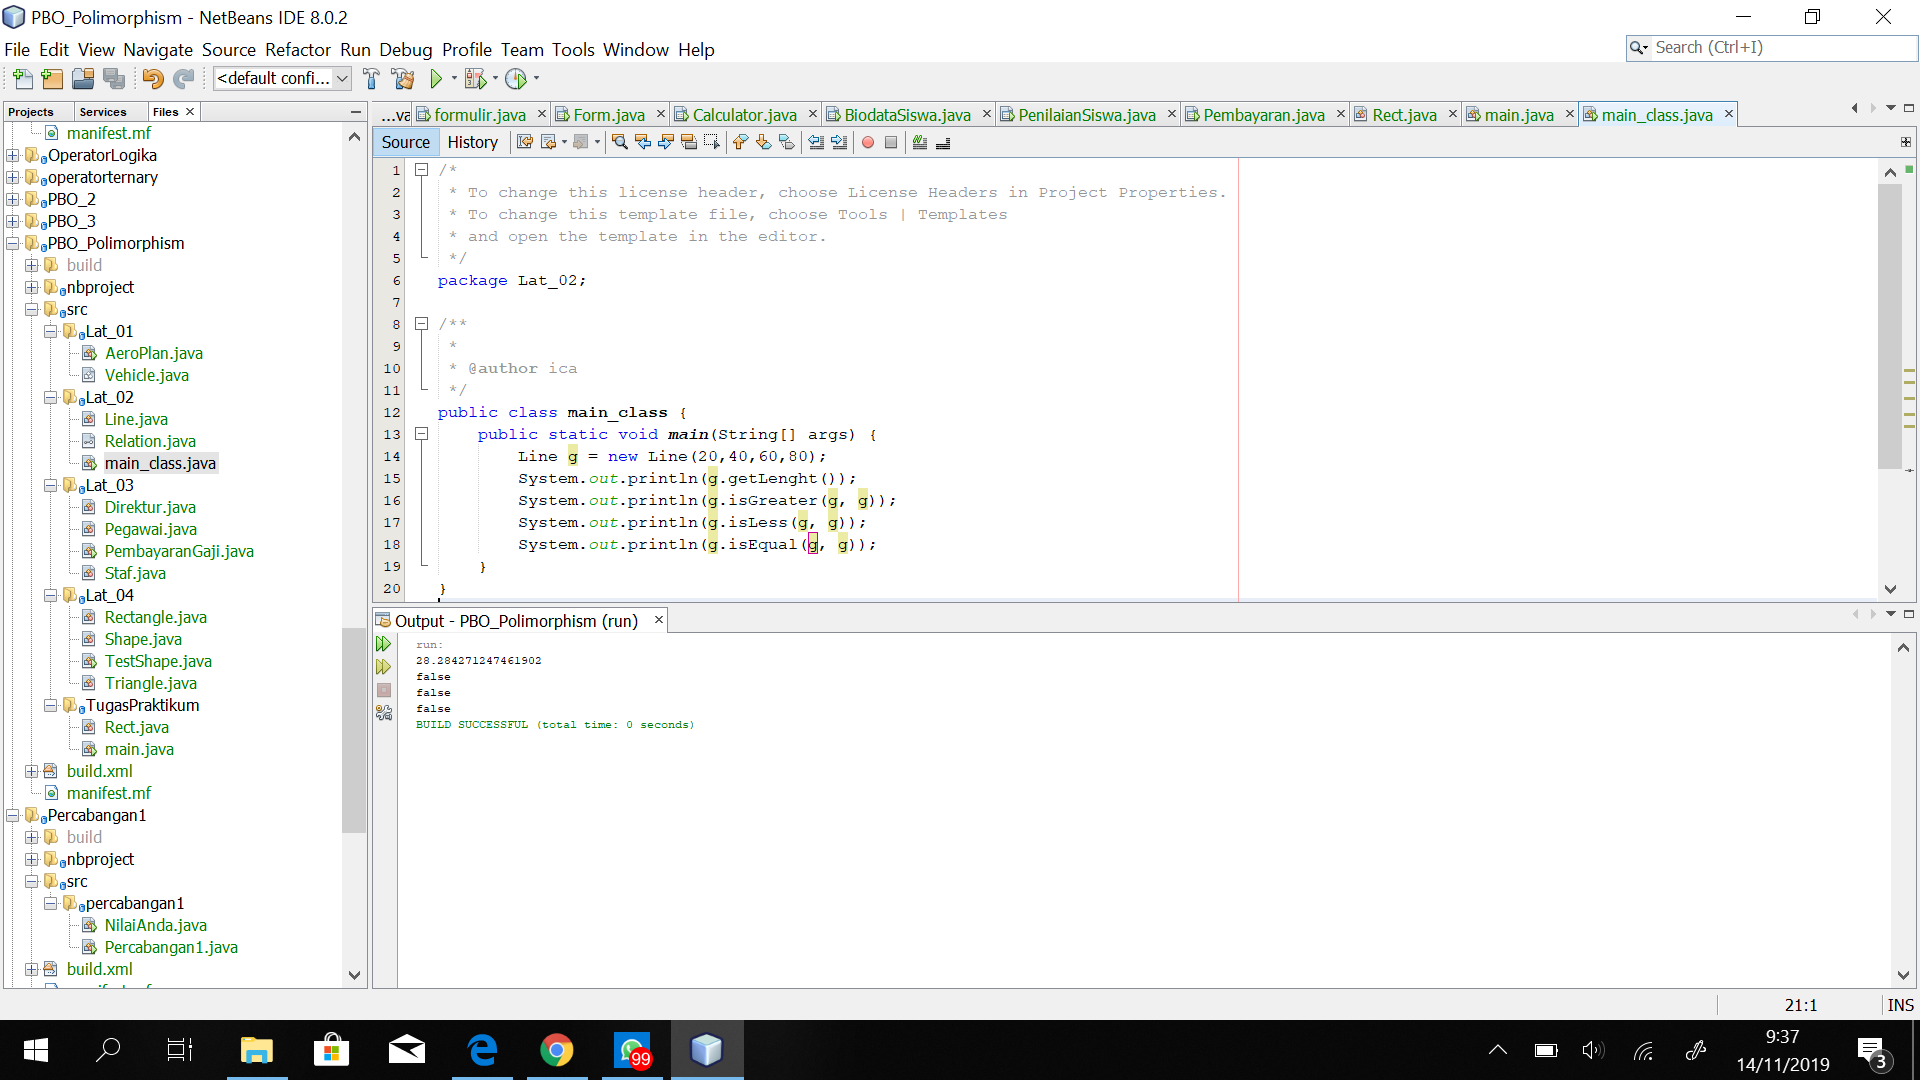 PBO_Polimorphism - NetBeans IDE 8.0.2
File Edit View Navigate Source Refactor Run Debug Profile Team Tools Window Help
Search (Ctrl+I)
<default confi...
Projects Services Files
manifest.mf
OperatorLogika
operatorternary
PBO_2
PBO_3
PBO_Polimorphism
build
nbproject
src
Lat_01
AeroPlan.java
Vehicle.java
Lat_02
Line.java
Relation.java
main_class.java
Lat_03
Direktur.java
Pegawai.java
PembayaranGaji.java
Staf.java
Lat_04
Rectangle.java
Shape.java
TestShape.java
Triangle.java
TugasPraktikum
Rect.java
main.java
build.xml
manifest.mf
Percabangan1
build
nbproject
src
percabangan1
NilaiAnda.java
Percabangan1.java
build.xml
...va formulir.java Form.java Calculator.java BiodataSiswa.java PenilaianSiswa.java Pembayaran.java Rect.java main.java main_class.java
Source History
1 /*
2 * To change this license header, choose License Headers in Project Properties.
3 * To change this template file, choose Tools | Templates
4 * and open the template in the editor.
5 */
6 package Lat_02;
7
8 /**
9 *
10 * @author ica
11 */
12 public class main_class {
13 public static void main(String[] args) {
14 Line g = new Line(20,40,60,80);
15 System.out.println(g.getLenght());
16 System.out.println(g.isGreater(g, g));
17 System.out.println(g.isLess(g, g));
18 System.out.println(g.isEqual(g, g));
19 }
20 }
Output - PBO_Polimorphism (run)
run:
28.284271247461902
false
false
false
BUILD SUCCESSFUL (total time: 0 seconds)
21:1 INS
99
9:37
14/11/2019
3